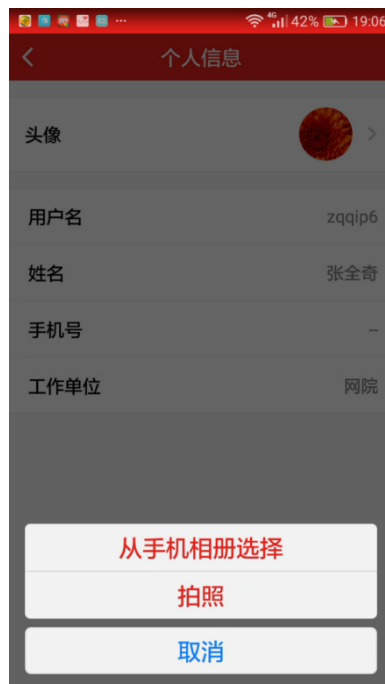 4G 42% 19:06
个人信息
头像
用户名 zqqip6
姓名 张全奇
手机号 --
工作单位 网院
从手机相册选择
拍照
取消